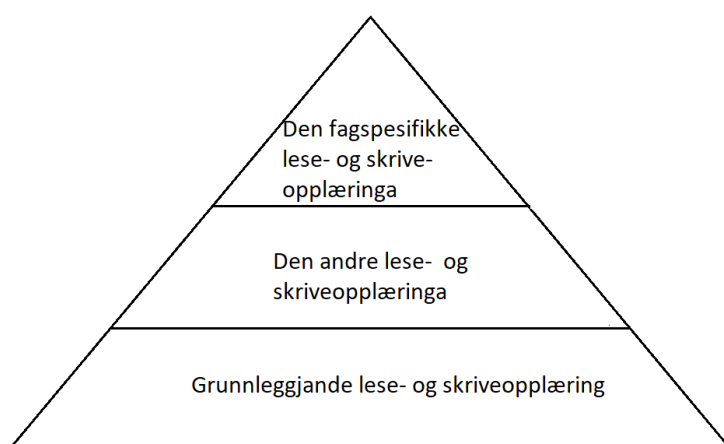 Den fagspesifikke
lese- og skrive-
opplæringa
Den andre lese- og
skriveopplæringa
Grunnleggjande lese- og skriveopplæring